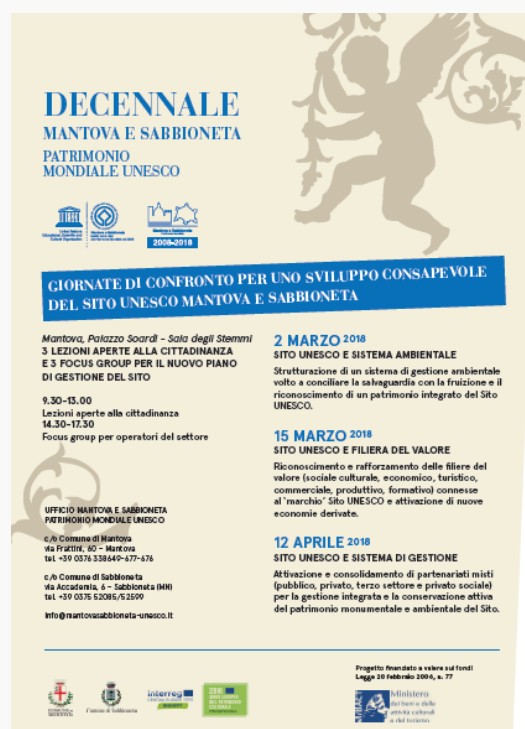 DECENNALE
MANTOVA E SABBIONETA
PATRIMONIO
MONDIALE UNESCO
2008-2018
GIORNATE DI CONFRONTO PER UNO SVILUPPO CONSAPEVOLE
DEL SITO UNESCO MANTOVA E SABBIONETA
Mantova, Palazzo Soardi - Sala degli Stemmi
3 LEZIONI APERTE ALLA CITTADINANZA
E 3 FOCUS GROUP PER IL NUOVO PIANO
DI GESTIONE DEL SITO
9.30-13.00
Lezioni aperte alla cittadinanza
14.30-17.30
Focus group per operatori del settore
UFFICIO MANTOVA E SABBIONETA
PATRIMONIO MONDIALE UNESCO
c/o Comune di Mantova
via Frattini, 60 – Mantova
tel. +39 0376 338649-677-676
c/o Comune di Sabbioneta
via Accademia, 6 – Sabbioneta (MN)
tel. +39 0375 52085/52599
info@mantovasabbioneta-unesco.it
2 MARZO 2018
SITO UNESCO E SISTEMA AMBIENTALE
Strutturazione di un sistema di gestione ambientale
volto a conciliare la salvaguardia con la fruizione e il
riconoscimento di un patrimonio integrato del Sito
UNESCO.
15 MARZO 2018
SITO UNESCO E FILIERA DEL VALORE
Riconoscimento e rafforzamento delle filiere del
valore (sociale culturale, economico, turistico,
commerciale, produttivo, formativo) connesse
al ‘marchio’ Sito UNESCO e attivazione di nuove
economie derivate.
12 APRILE 2018
SITO UNESCO E SISTEMA DI GESTIONE
Attivazione e consolidamento di partenariati misti
(pubblico, privato, terzo settore e privato sociale)
per la gestione integrata e la conservazione attiva
del patrimonio monumentale e ambientale del Sito.
Progetto finanziato a valere sui fondi
Legge 20 febbraio 2006, n. 77
Comune di Sabbioneta
Interreg
2018
Ministero
dei beni e delle
attività culturali
e del turismo